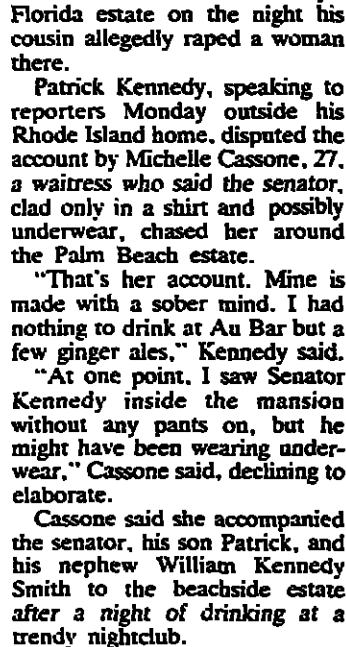 Florida estate on the night his
cousin allegedly raped a woman
there.
Patrick Kennedy, speaking to
reporters Monday outside his
Rhode Island home, disputed the
account by Michelle Cassone, 27,
a waitress who said the senator,
clad only in a shirt and possibly
underwear, chased her around
the Palm Beach estate.
"That's her account. Mine is
made with a sober mind. I had
nothing to drink at Au Bar but a
few ginger ales," Kennedy said.
"At one point, I saw Senator
Kennedy inside the mansion
without any pants on, but he
might have been wearing under-
wear," Cassone said, declining to
elaborate.
Cassone said she accompanied
the senator, his son Patrick, and
his nephew William Kennedy
Smith to the beachside estate
after a night of drinking at a
trendy nightclub.